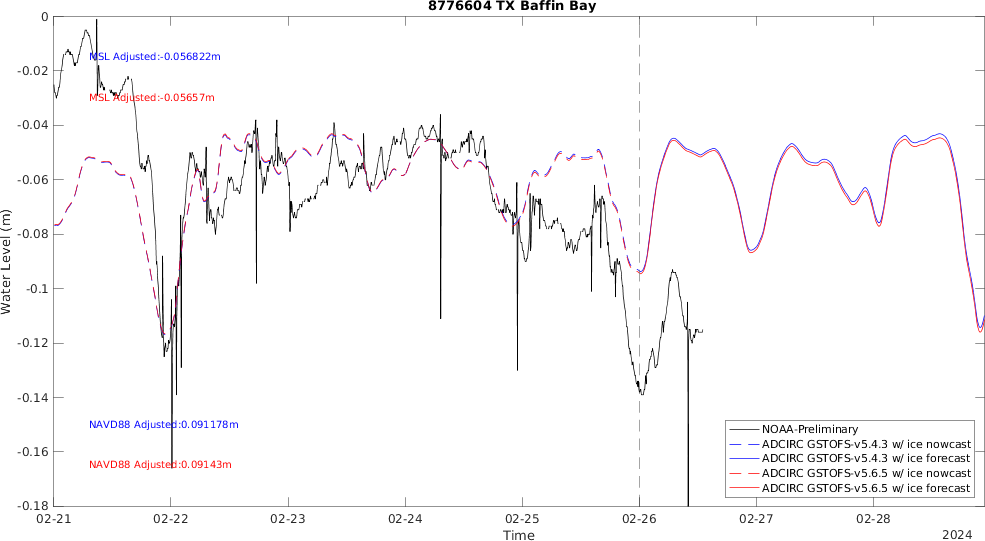 8776604 TX Baffin Bay
0
-0.02
-0.04
-0.06
-0.08
-0.1
-0.12
-0.14
-0.16
-0.18
Water Level (m)
MSL Adjusted:-0.056822m
MSL Adjusted:-0.05657m
NAVD88 Adjusted:0.091178m
NAVD88 Adjusted:0.09143m
NOAA-Preliminary
ADCIRC GSTOFS-v5.4.3 w/ ice nowcast
ADCIRC GSTOFS-v5.4.3 w/ ice forecast
ADCIRC GSTOFS-v5.6.5 w/ ice nowcast
ADCIRC GSTOFS-v5.6.5 w/ ice forecast
02-21 02-22 02-23 02-24 02-25 02-26 02-27 02-28
Time
2024